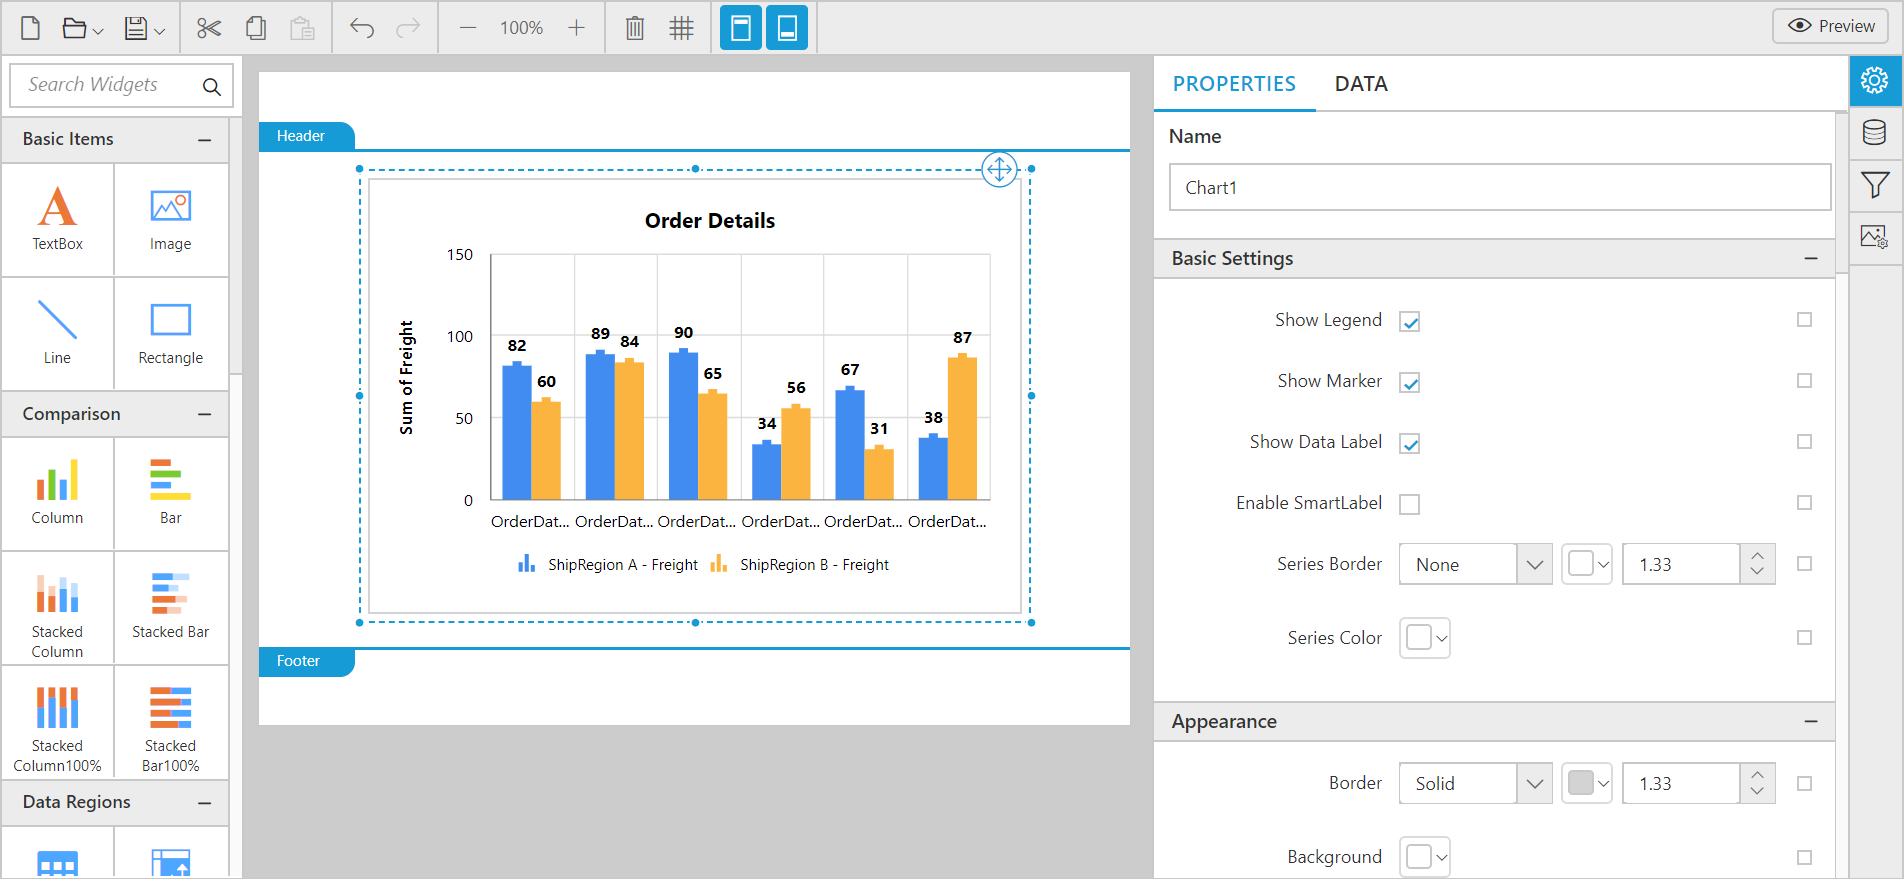 100%
Preview
Search Widgets
Basic Items
TextBox
Image
Line
Rectangle
Comparison
Column
Bar
Stacked
Column
Stacked Bar
Stacked
Column100%
Stacked
Bar100%
Data Regions
Header
Order Details
Sum of Freight
150
100
50
0
82
60
89
84
90
65
34
56
67
31
38
87
OrderDat... OrderDat... OrderDat... OrderDat... OrderDat... OrderDat...
ShipRegion A - Freight
ShipRegion B - Freight
Footer
PROPERTIES
DATA
Name
Chart1
Basic Settings
Show Legend
Show Marker
Show Data Label
Enable SmartLabel
Series Border
None
1.33
Series Color
Appearance
Border
Solid
1.33
Background